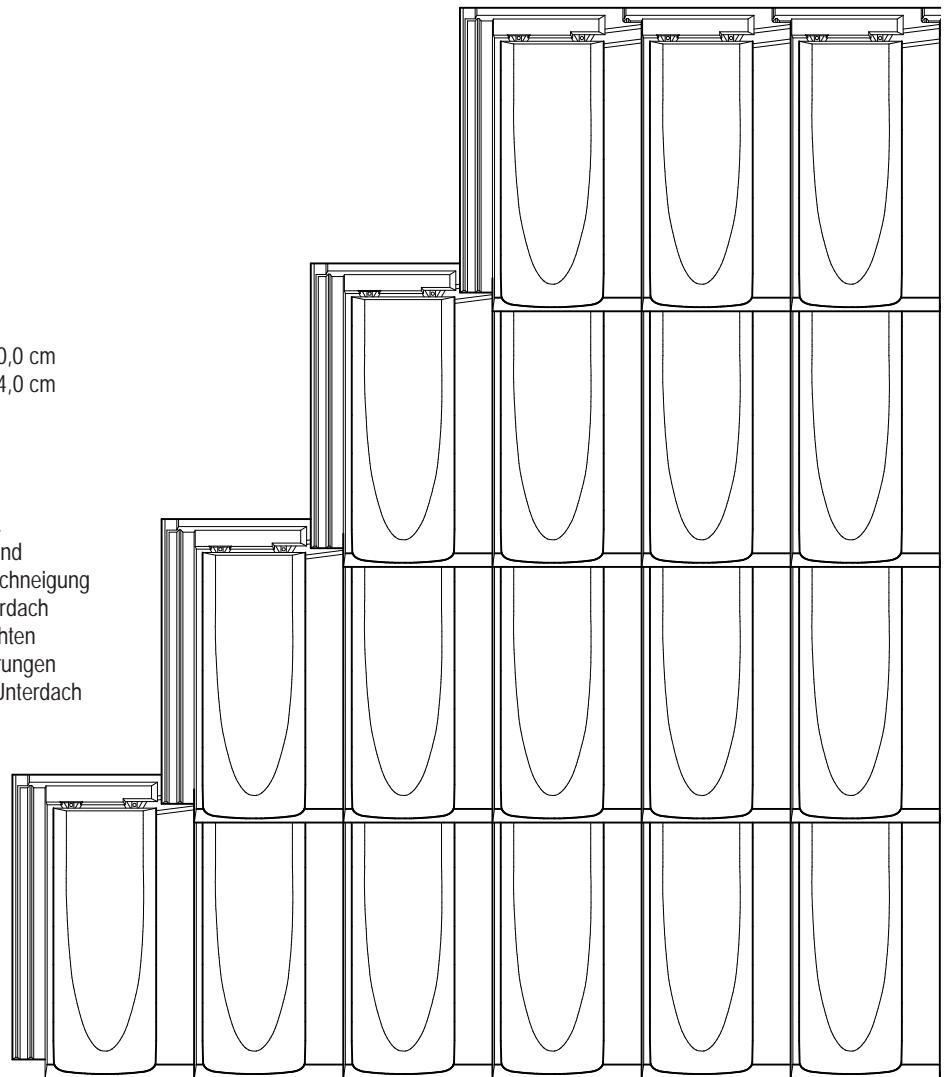 0,0 cm
4,0 cm
nd
chneigung
rdach
hten
rungen
Unterdach